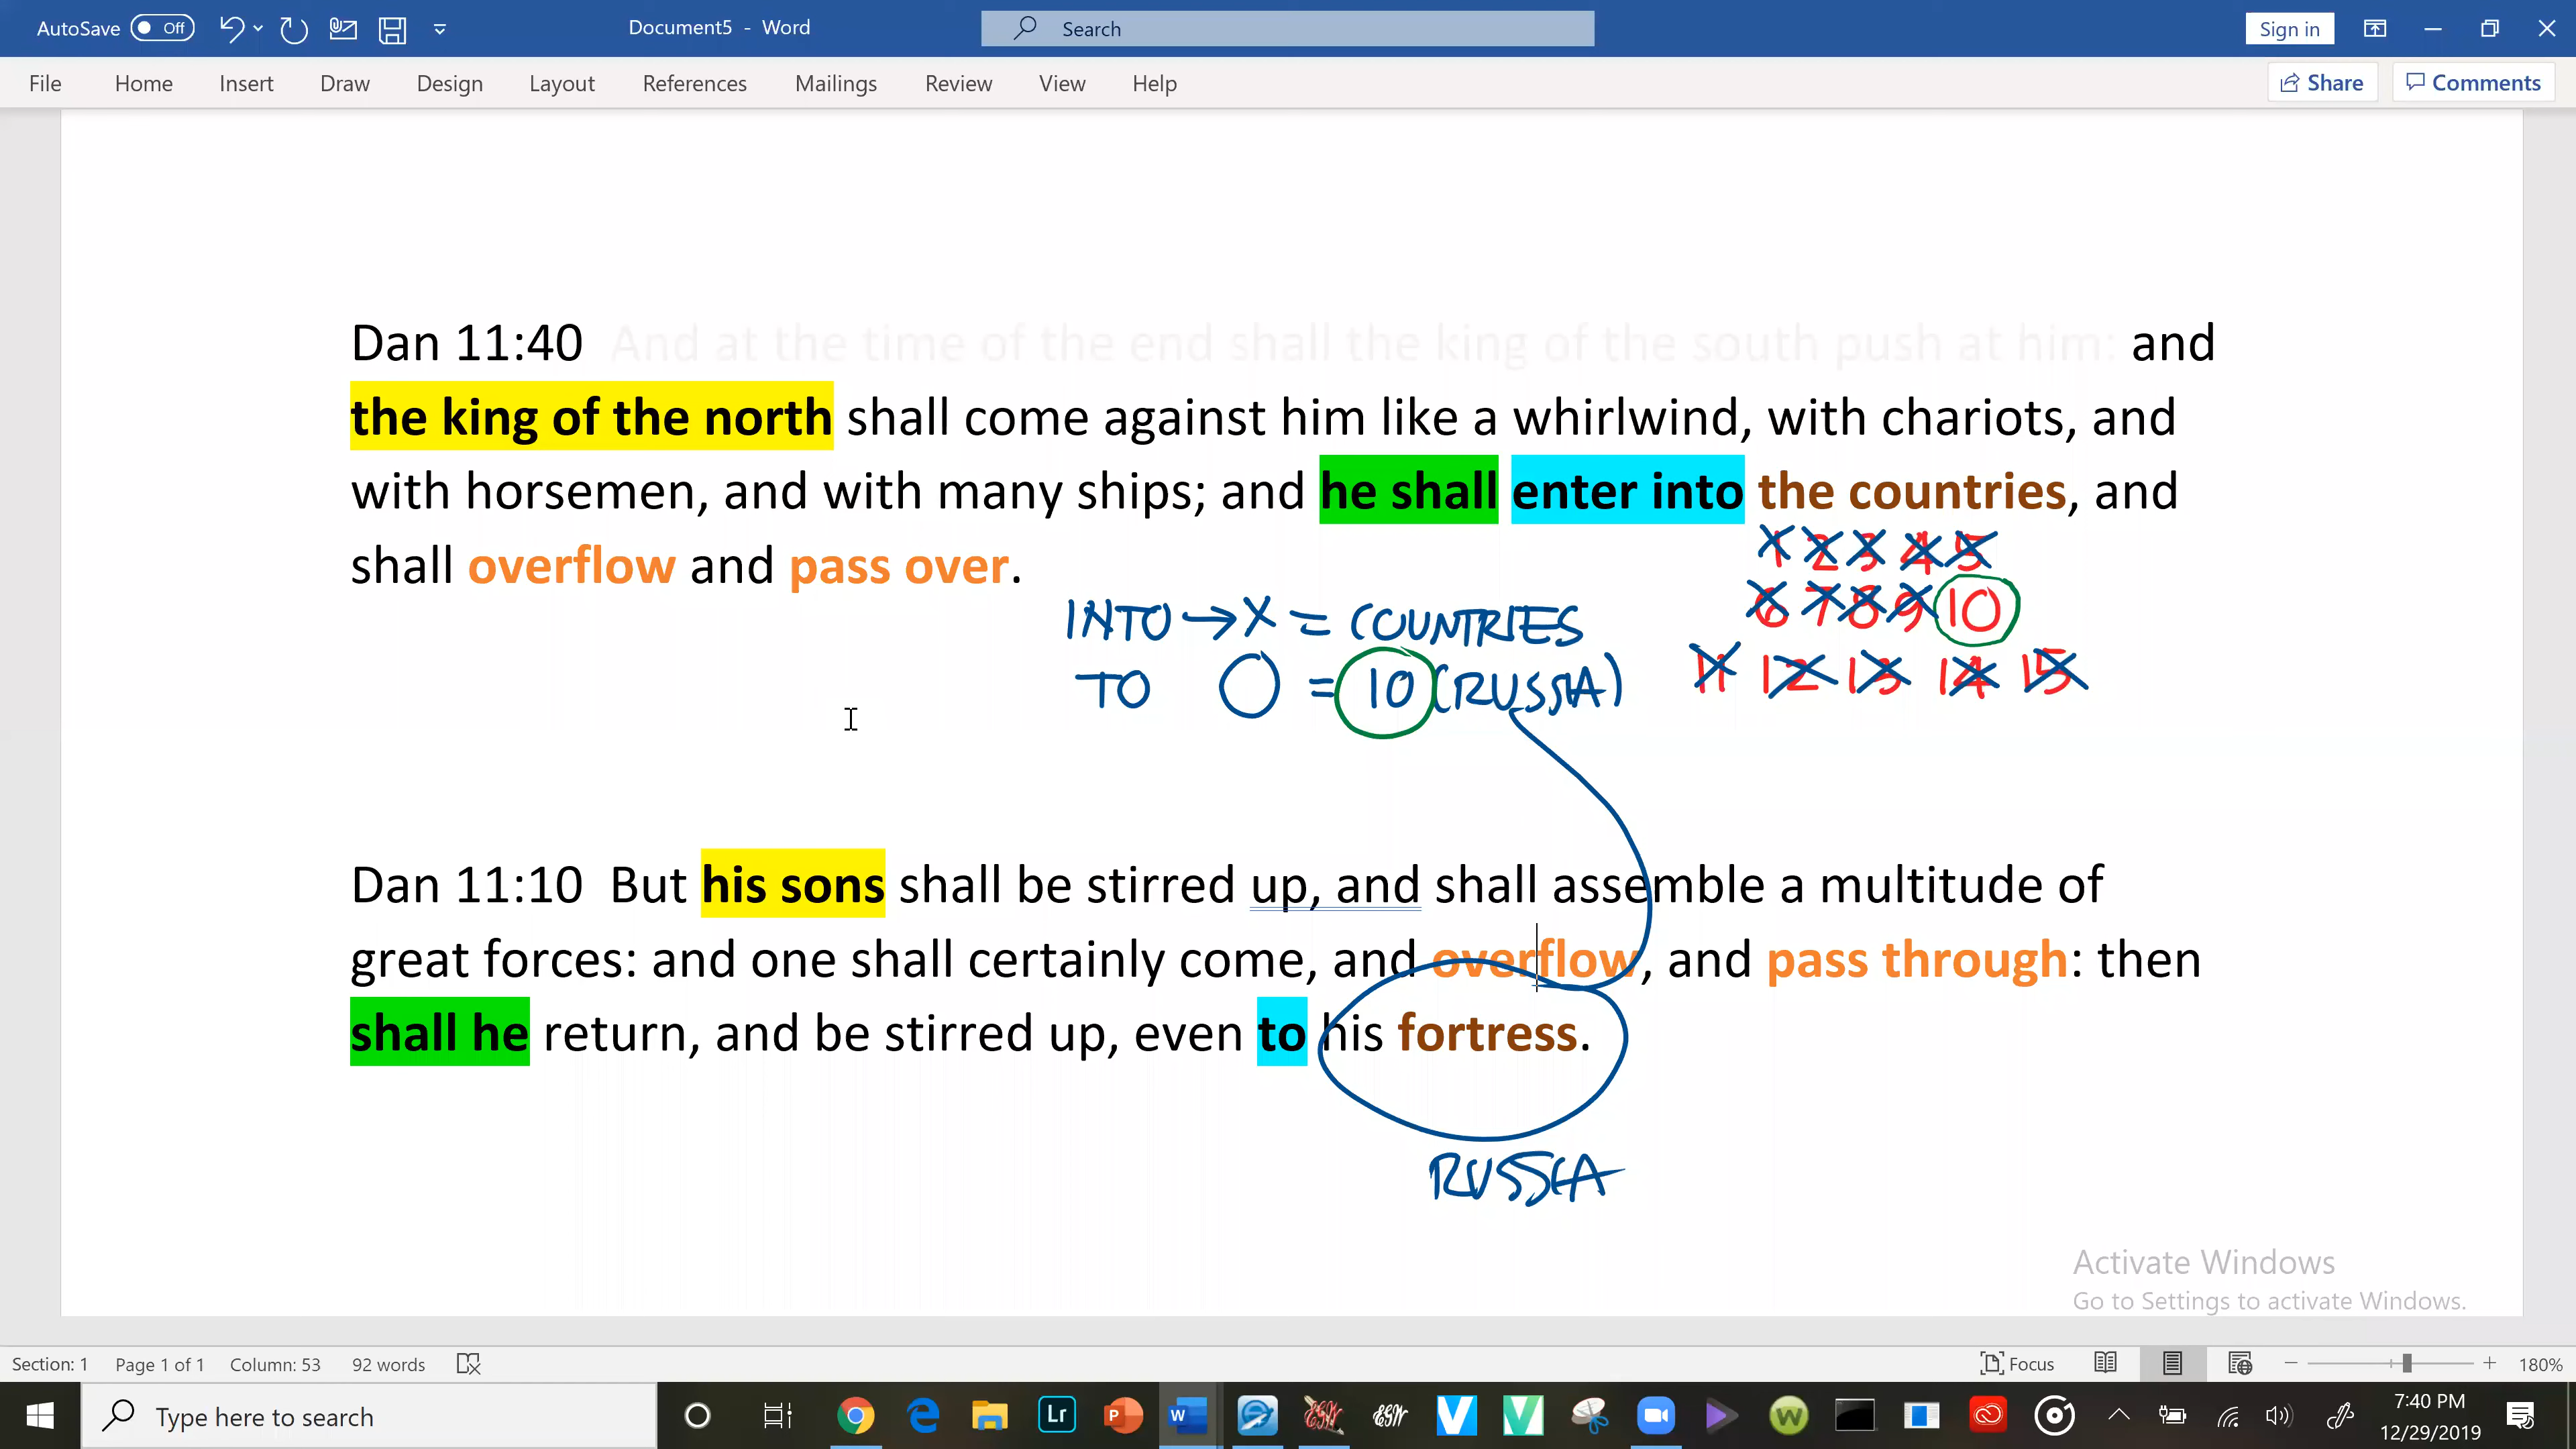 AutoSave Off Document5 - Word Search Sign in
File Home Insert Draw Design Layout References Mailings Review View Help Share Comments
Dan 11:40 And at the time of the end shall the king of the south push at him: and
the king of the north shall come against him like a whirlwind, with chariots, and
with horsemen, and with many ships; and he shall enter into the countries, and
shall overflow and pass over.
1 2 3 4 5
6 7 8 9 10
11 12 13 14 15
INTO → X = COUNTRIES
TO O = 10 (RUSSIA)
Dan 11:10 But his sons shall be stirred up, and shall assemble a multitude of
great forces: and one shall certainly come, and overflow, and pass through: then
shall he return, and be stirred up, even to his fortress.
RUSSIA
Activate Windows
Go to Settings to activate Windows.
Section: 1 Page 1 of 1 Column: 53 92 words Focus 180%
Type here to search Lr P W EGW EGW V V W 7:40 PM
12/29/2019